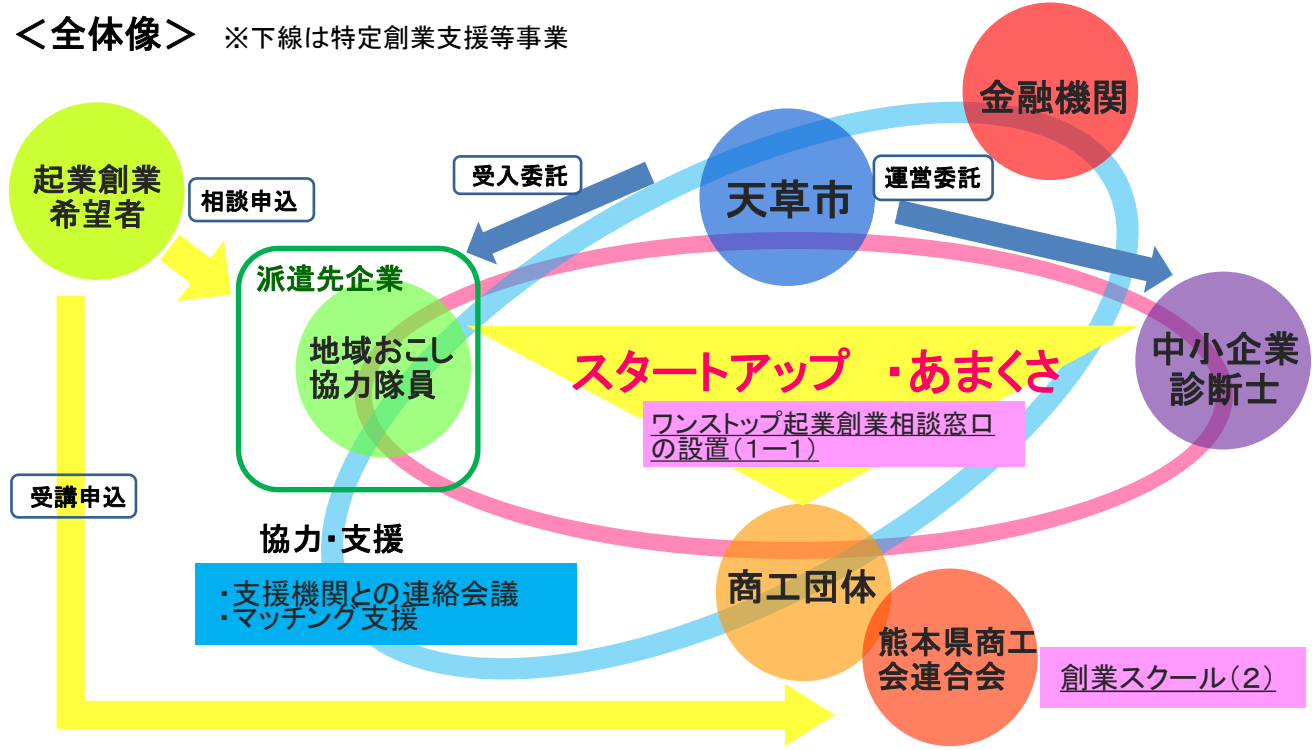 ＜全体像＞ ※下線は特定創業支援等事業
金融機関
起業創業
希望者
相談申込
受入委託
天草市
運営委託
派遣先企業
地域おこし
協力隊員
スタートアップ ・あまくさ
中小企業
診断士
ワンストップ起業創業相談窓口
の設置（１ー１）
受講申込
協力・支援
・支援機関との連絡会議
・マッチング支援
商工団体
熊本県商工
会連合会
創業スクール（２）